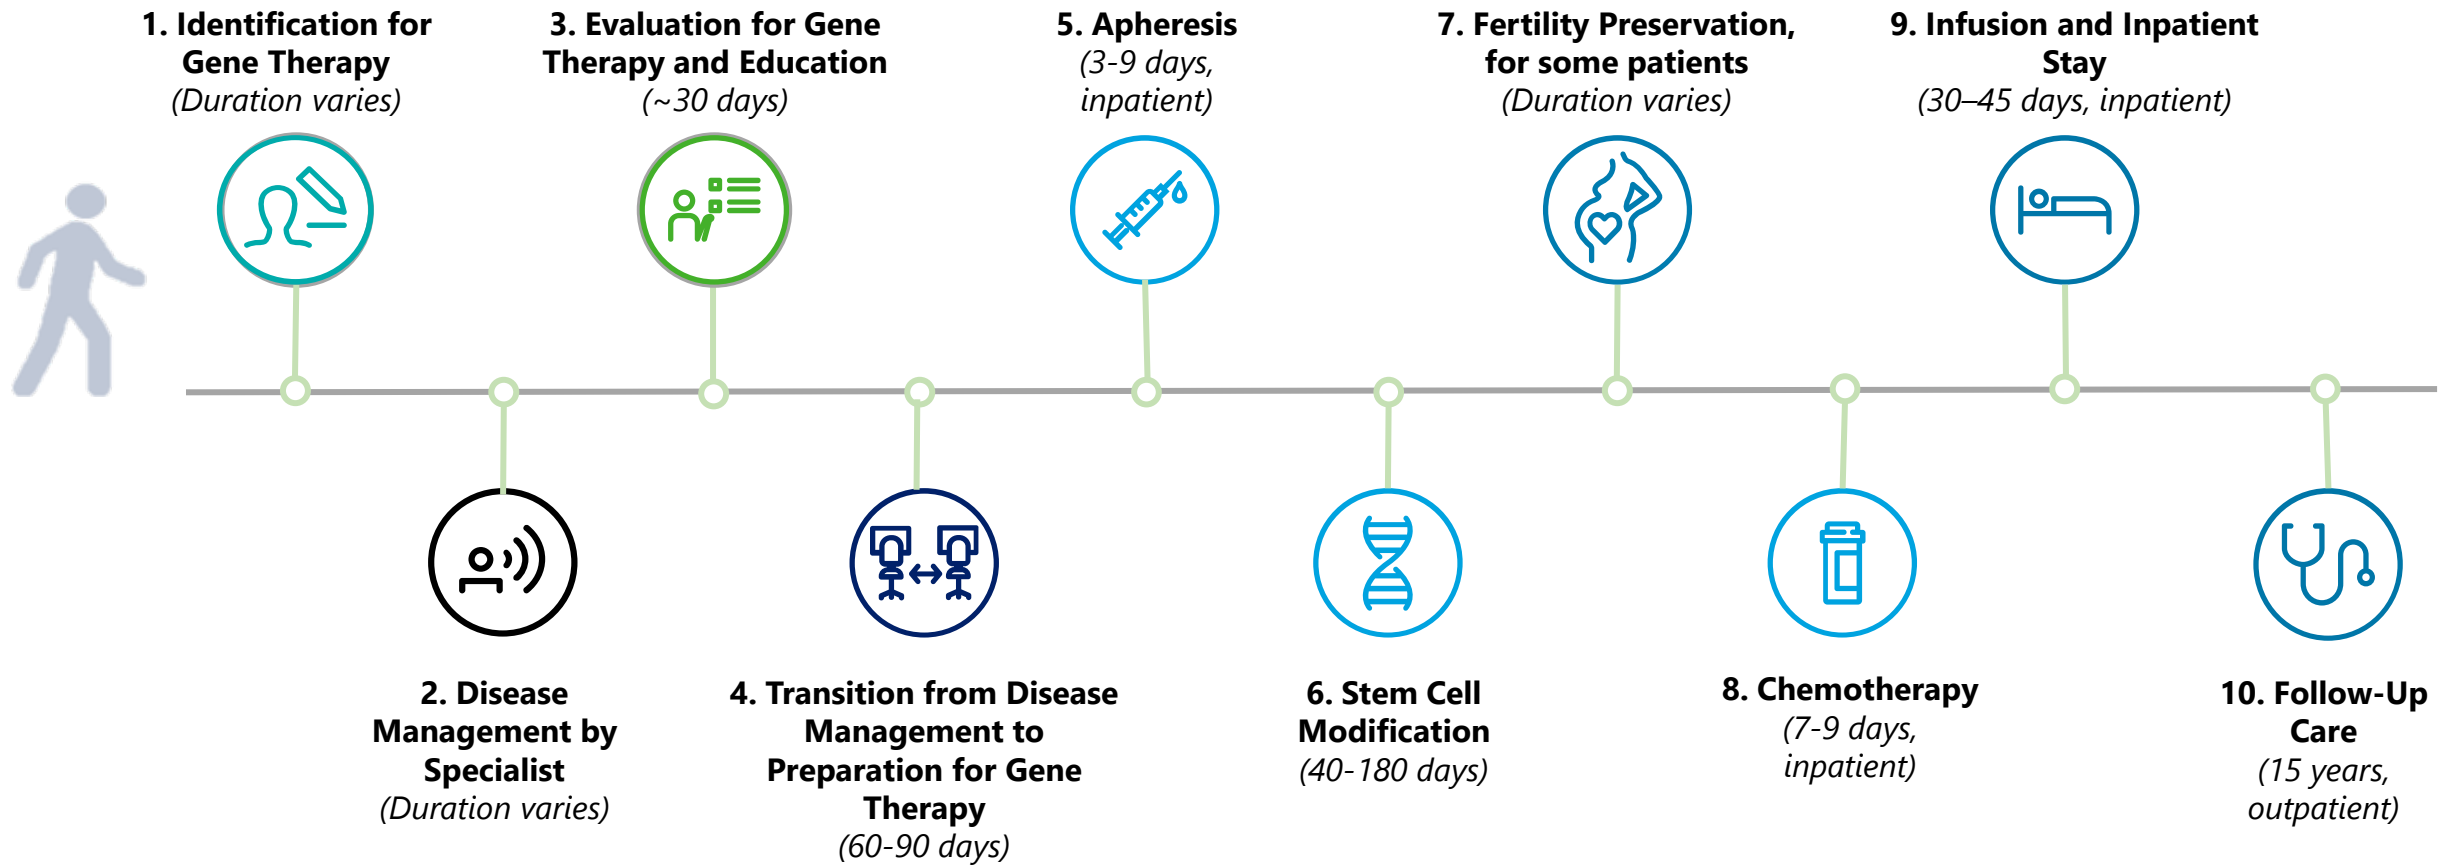 1. Identification for
Gene Therapy
(Duration varies)
2. Disease
Management by
Specialist
(Duration varies)
3. Evaluation for Gene
Therapy and Education
(~30 days)
4. Transition from Disease
Management to
Preparation for Gene
Therapy
(60-90 days)
5. Apheresis
(3-9 days,
inpatient)
6. Stem Cell
Modification
(40-180 days)
7. Fertility Preservation,
for some patients
(Duration varies)
8. Chemotherapy
(7-9 days,
inpatient)
9. Infusion and Inpatient
Stay
(30–45 days, inpatient)
10. Follow-Up
Care
(15 years,
outpatient)